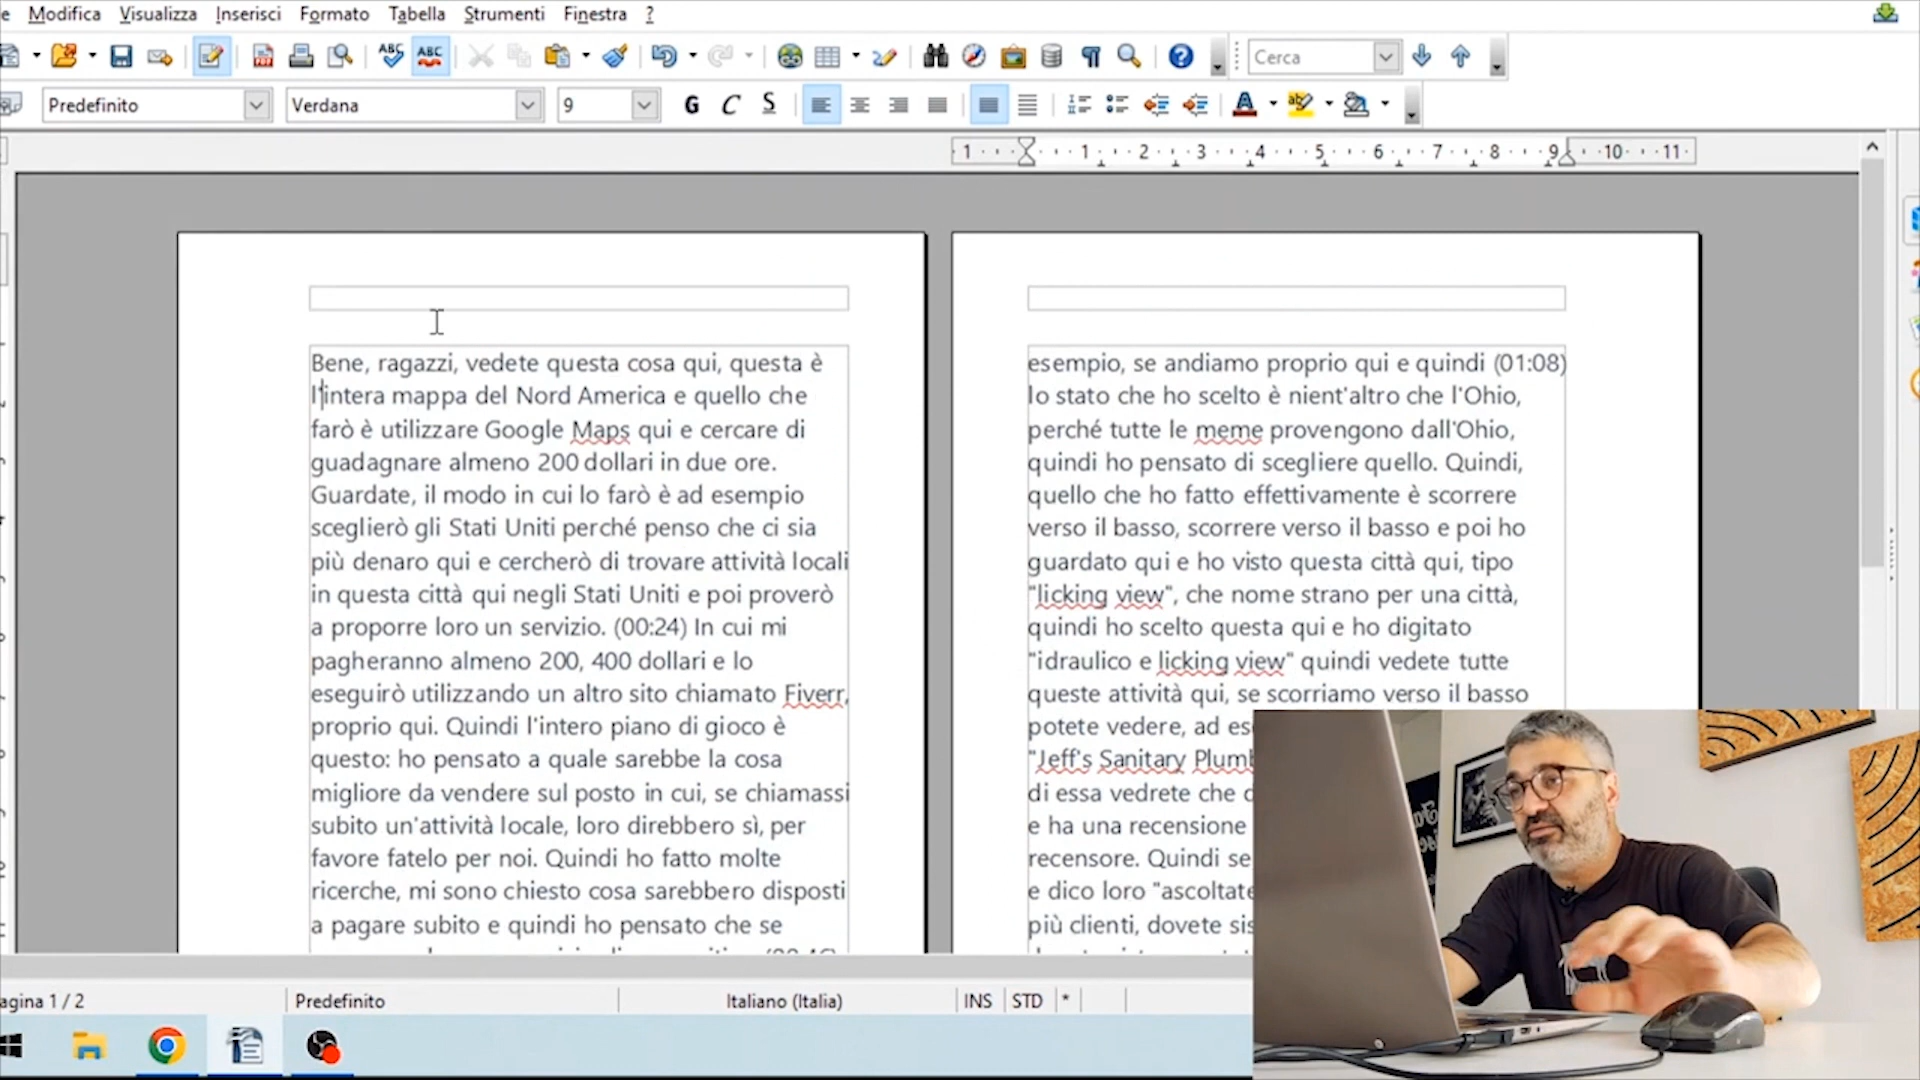 Modifica Visualizza Inserisci Formato Tabella Strumenti Finestra ?
Cerca
Predefinito Verdana 9 G C S
1 1 2 3 4 5 6 7 8 9 10 11
Bene, ragazzi, vedete questa cosa qui, questa è
l'intera mappa del Nord America e quello che
farò è utilizzare Google Maps qui e cercare di
guadagnare almeno 200 dollari in due ore.
Guardate, il modo in cui lo farò è ad esempio
sceglierò gli Stati Uniti perché penso che ci sia
più denaro qui e cercherò di trovare attività locali
in questa città qui negli Stati Uniti e poi proverò
a proporre loro un servizio. (00:24) In cui mi
pagheranno almeno 200, 400 dollari e lo
eseguirò utilizzando un altro sito chiamato Fiverr,
proprio qui. Quindi l'intero piano di gioco è
questo: ho pensato a quale sarebbe la cosa
migliore da vendere sul posto in cui, se chiamassi
subito un'attività locale, loro direbbero sì, per
favore fatelo per noi. Quindi ho fatto molte
ricerche, mi sono chiesto cosa sarebbero disposti
a pagare subito e quindi ho pensato che se
esempio, se andiamo proprio qui e quindi (01:08)
lo stato che ho scelto è nient'altro che l'Ohio,
perché tutte le meme provengono dall'Ohio,
quindi ho pensato di scegliere quello. Quindi,
quello che ho fatto effettivamente è scorrere
verso il basso, scorrere verso il basso e poi ho
guardato qui e ho visto questa città qui, tipo
"licking view", che nome strano per una città,
quindi ho scelto questa qui e ho digitato
"idraulico e licking view" quindi vedete tutte
queste attività qui, se scorriamo verso il basso
potete vedere, ad es
"Jeff's Sanitary Plumb
di essa vedrete che
e ha una recensione
recensore. Quindi se
e dico loro "ascoltate
più clienti, dovete sis
agina 1 / 2 Predefinito Italiano (Italia) INS STD *